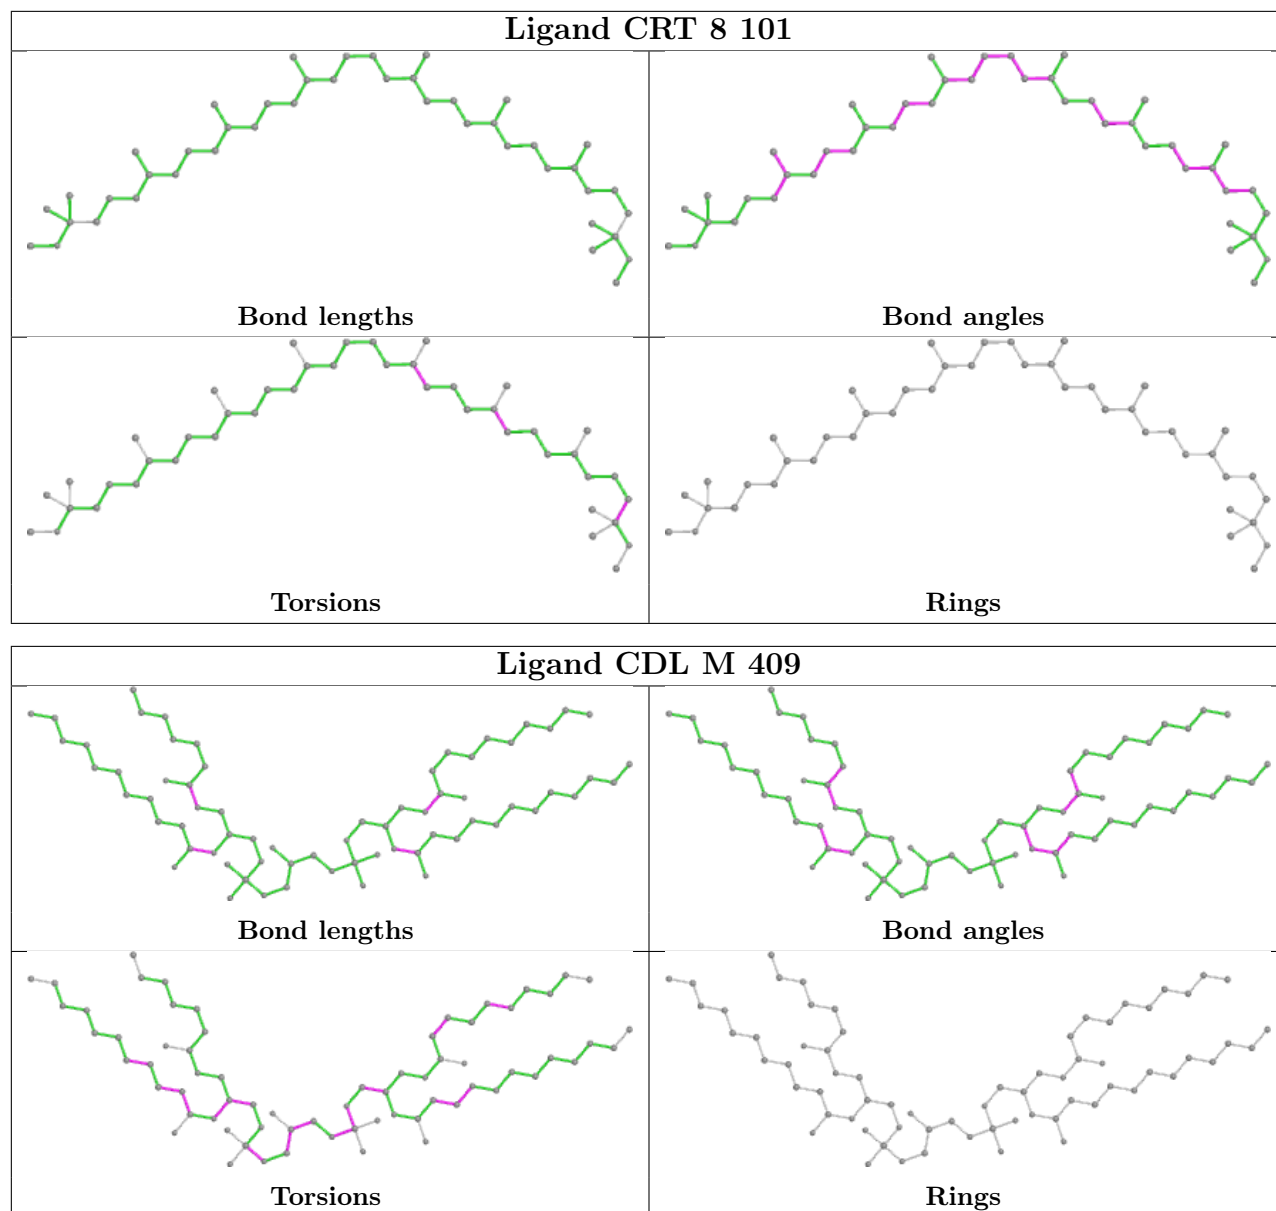 Ligand CRT 8 101
Bond lengths
Bond angles
Torsions
Rings
Ligand CDL M 409
Bond lengths
Bond angles
Torsions
Rings